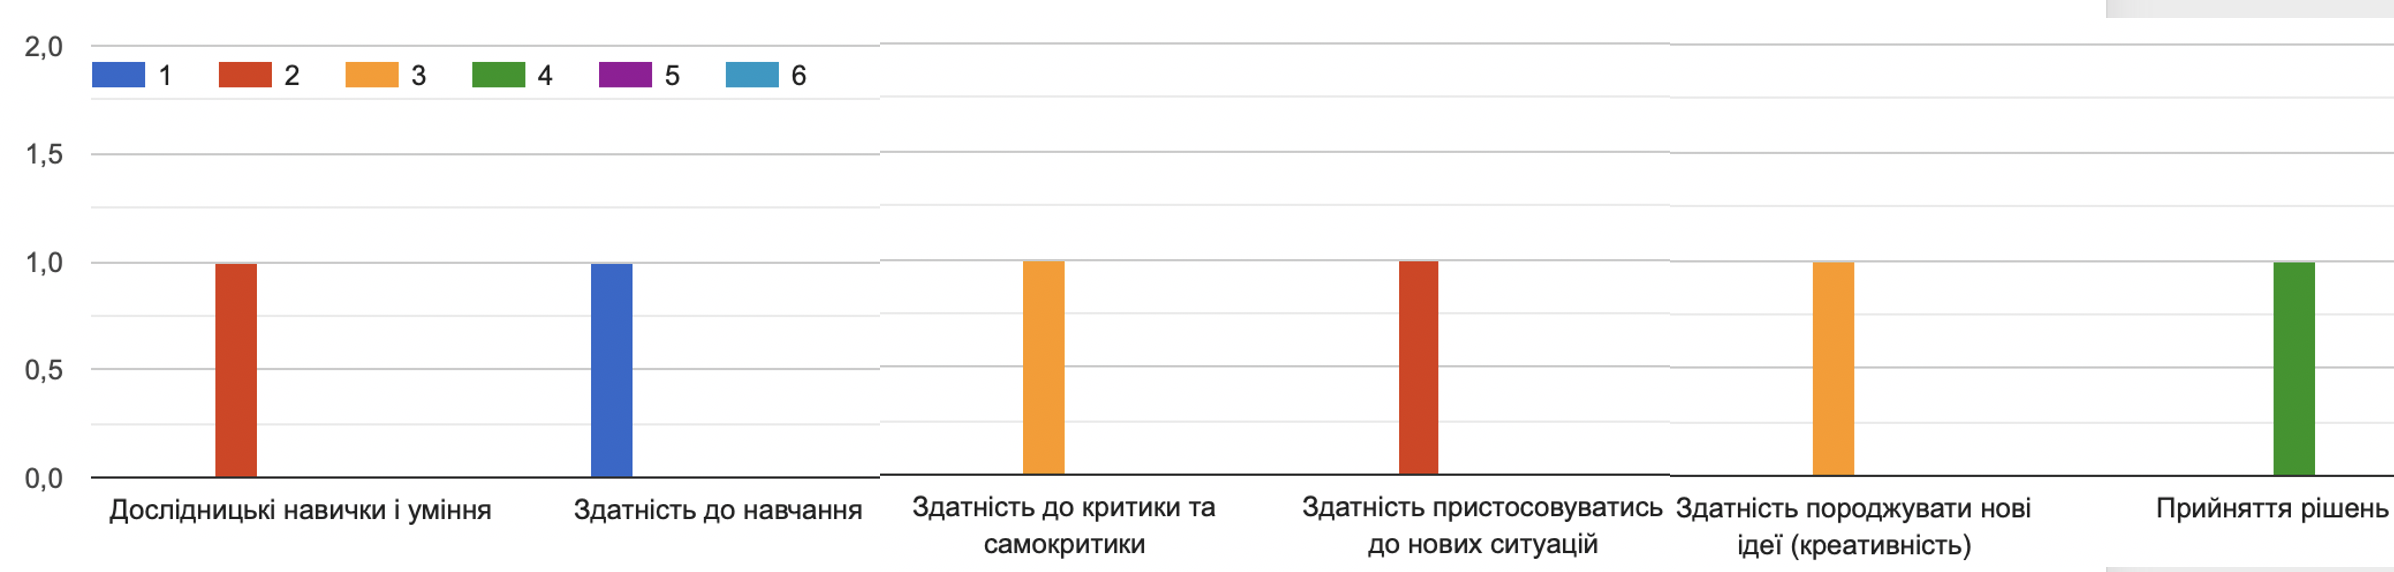 2,0
1 2 3 4 5 6
1,5
1,0
0,5
0,0
Дослідницькі навички і уміння
Здатність до навчання
Здатність до критики та
самокритики
Здатність пристосовуватись
до нових ситуацій
Здатність породжувати нові
ідеї (креативність)
Прийняття рішень